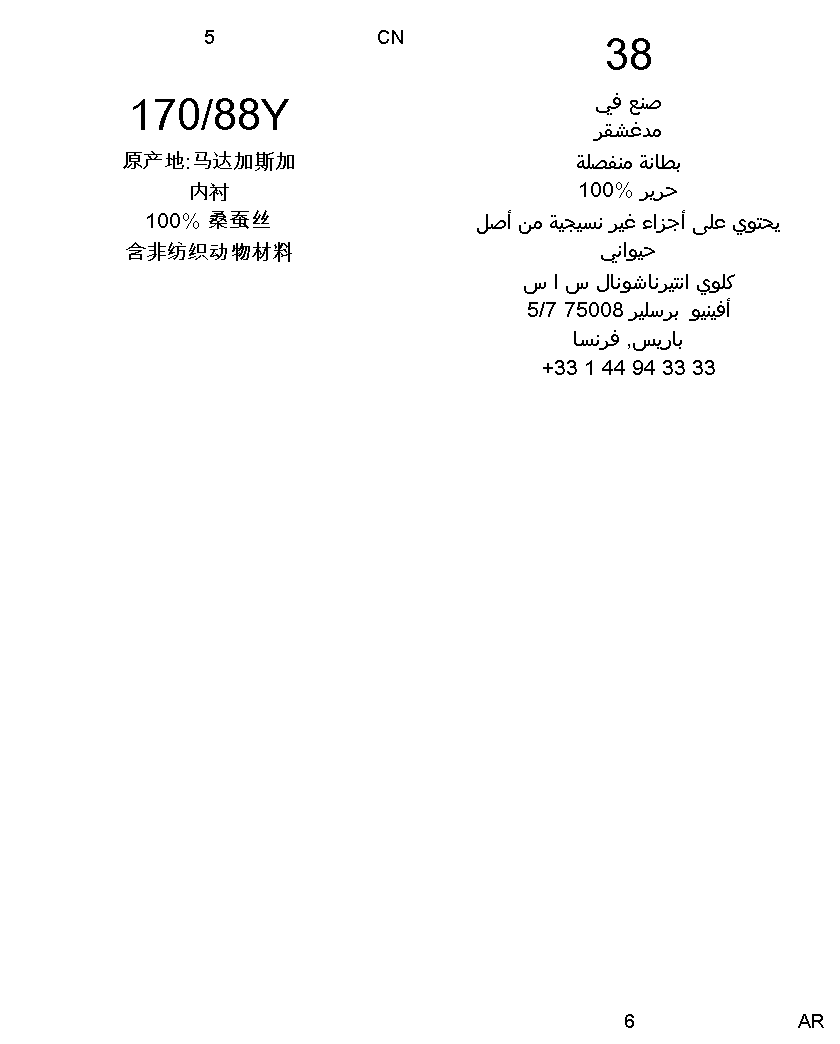 5
CN
170/88Y
原产地:马达加斯加
内衬
100% 桑蚕丝
含非纺织动物材料
38
صنع في
مدغشقر
بطانة منفصلة
100% حرير
يحتوي على أجزاء غير نسيجية من أصل
حيواني
كلوي انتيرناشونال س ا س
5/7 75008 أفينيو برسلير
باريس, فرنسا
+33 1 44 94 33 33
6
AR